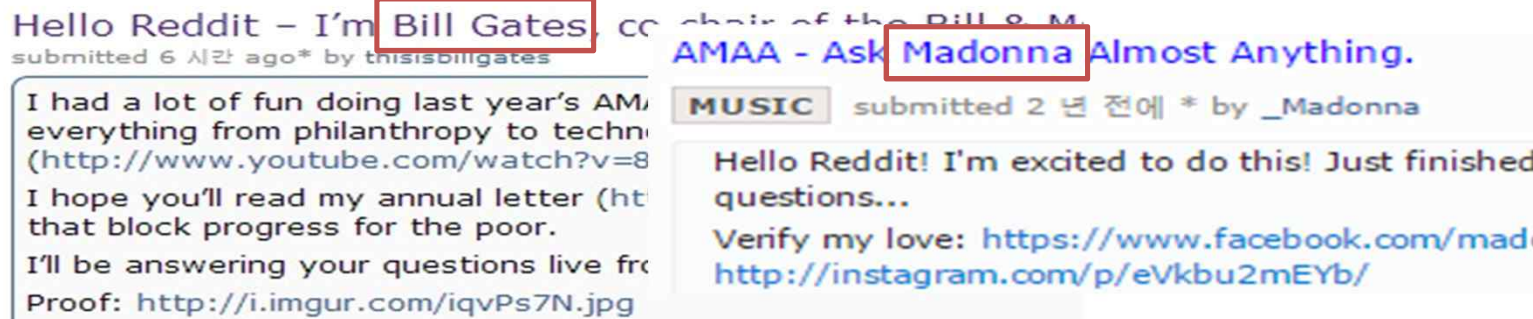 Hello Reddit – I’m Bill Gates, co-chair of the Bill & M
submitted 6 시간 ago* by thisisbillgates
I had a lot of fun doing last year’s AMA
everything from philanthropy to techn
(http://www.youtube.com/watch?v=8
I hope you’ll read my annual letter (ht
that block progress for the poor.
I’ll be answering your questions live fro
Proof: http://i.imgur.com/iqvPs7N.jpg
AMAA - Ask Madonna Almost Anything.
MUSIC submitted 2 년 전에 * by _Madonna
Hello Reddit! I'm excited to do this! Just finished
questions...
Verify my love: https://www.facebook.com/mad
http://instagram.com/p/eVkbu2mEYb/